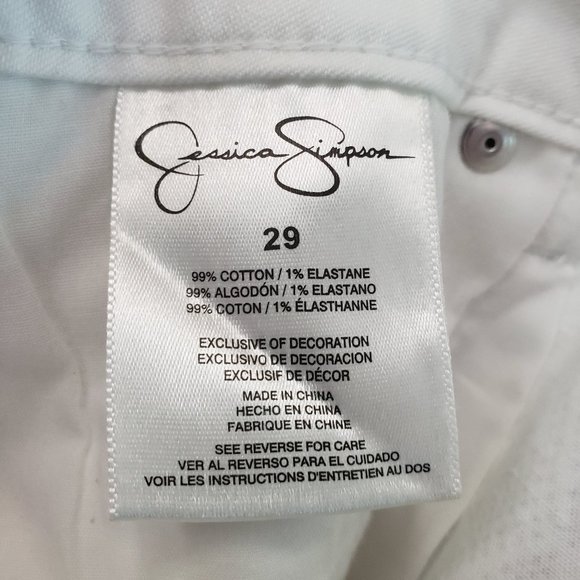 Jessica Simpson
29
99% COTTON / 1% ELASTANE
99% ALGODÓN / 1% ELASTANO
99% COTON / 1% ÉLASTHANNE
EXCLUSIVE OF DECORATION
EXCLUSIVO DE DECORACION
EXCLUSIF DE DÉCOR
MADE IN CHINA
HECHO EN CHINA
FABRIQUE EN CHINE
SEE REVERSE FOR CARE
VER AL REVERSO PARA EL CUIDADO
VOIR LES INSTRUCTIONS D'ENTRETIEN AU DOS